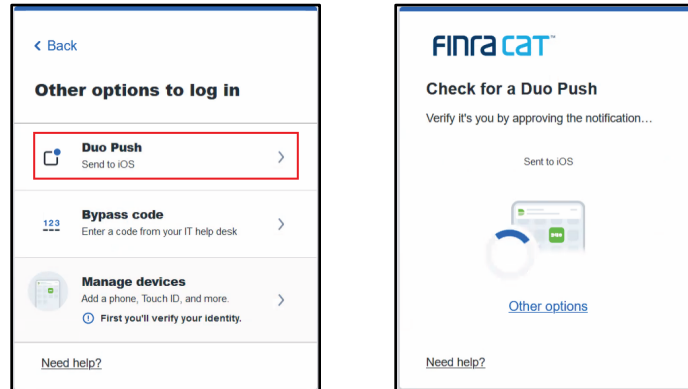 Back
Other options to log in
Duo Push
Send to iOS
123
Bypass code
Enter a code from your IT help desk
Manage devices
Add a phone, Touch ID, and more.
First you'll verify your identity.
Need help?
FINRA CAT™
Check for a Duo Push
Verify it's you by approving the notification...
Sent to iOS
DUO
Other options
Need help?